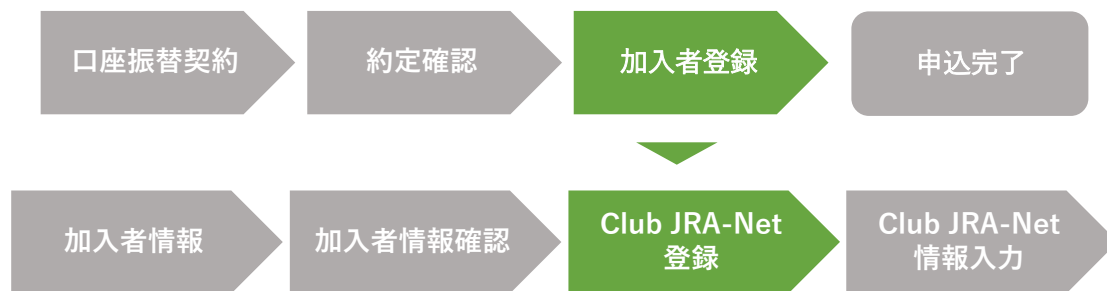 口座振替契約
約定確認
加入者登録
申込完了
加入者情報
加入者情報確認
Club JRA-Net
登録
Club JRA-Net
情報入力